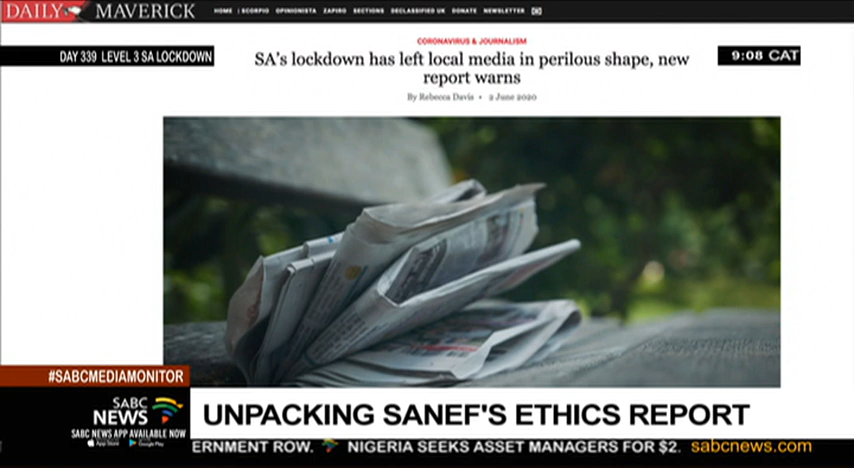 DAILY MAVERICK
HOME | SCORPIO OPINIONISTA ZAPIRO SECTIONS DECLASSIFIED UK DONATE NEWSLETTER
CORONAVIRUS & JOURNALISM
DAY 339 LEVEL 3 SA LOCKDOWN
SA's lockdown has left local media in perilous shape, new
report warns
9:08 CAT
By Rebecca Davis • 2 June 2020
#SABCMEDIAMONITOR
SABC
NEWS
SABC NEWS APP AVAILABLE NOW
App Store Google Play
UNPACKING SANEF'S ETHICS REPORT
ERNMENT ROW. NIGERIA SEEKS ASSET MANAGERS FOR $2.
sabcnews.com